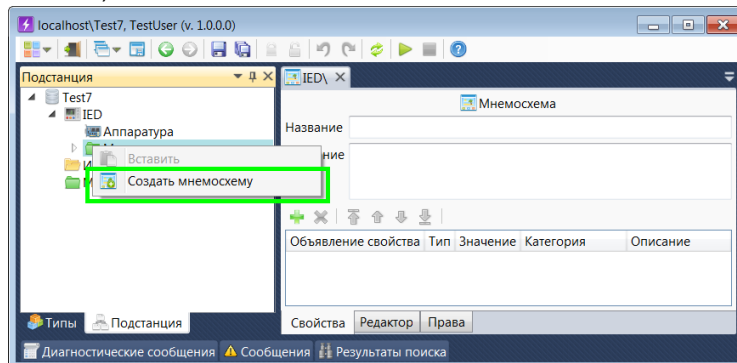 localhost\Test7, TestUser (v. 1.0.0.0)
Подстанция
IED\
Test7
IED
Аппаратура
Вставить
Создать мнемосхему
Мнемосхема
Название
Объявление свойства Тип Значение Категория Описание
Типы Подстанция
Свойства Редактор Права
Диагностические сообщения Сообщения Результаты поиска